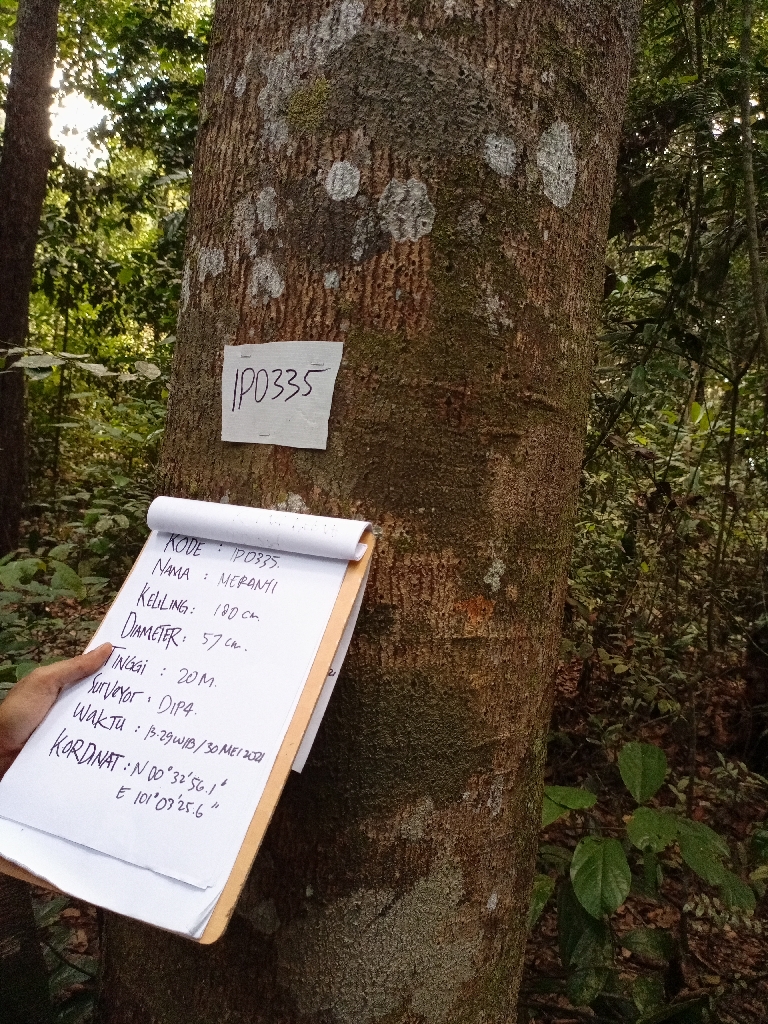 IP0335
KODE : IP0335.
NAMA : MERANTI
KELILING : 180 cm.
DIAMETER : 57 cm.
TINGGI : 20 M.
Surveyor : DIPA.
WAKTU : 13.29 WIB / 30 MEI 2021
KORDINAT : N 00° 32' 56.1"
E 101° 03' 25.6"